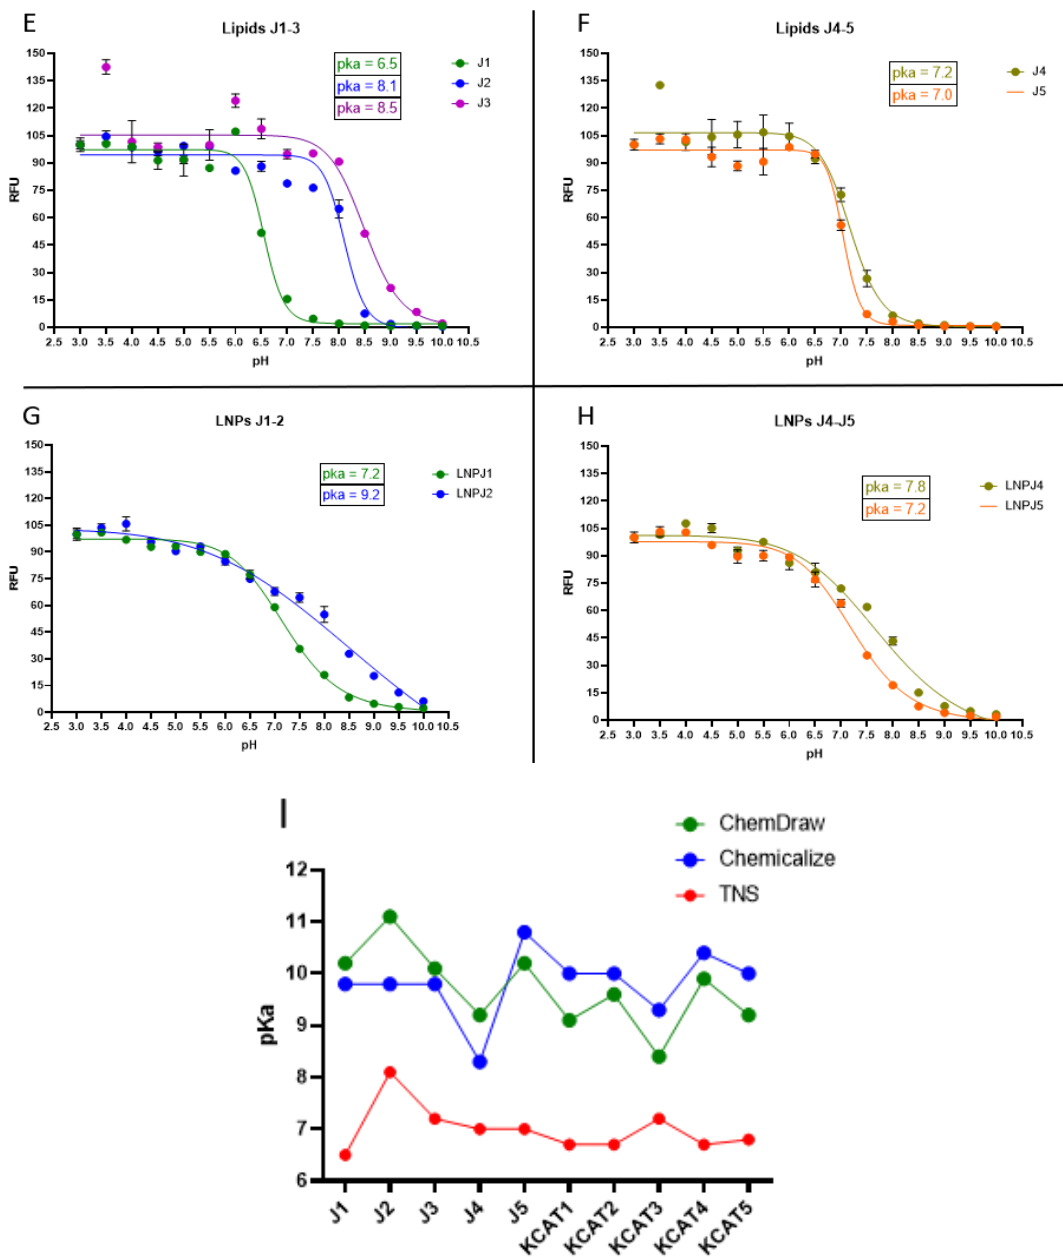 E
Lipids J1-3
pka = 6.5
pka = 8.1
pka = 8.5
J1
J2
J3
150
135
120
105
90
75
60
45
30
15
0
RFU
2.5 3.0 3.5 4.0 4.5 5.0 5.5 6.0 6.5 7.0 7.5 8.0 8.5 9.0 9.5 10.0 10.5
pH
F
Lipids J4-5
pka = 7.2
pka = 7.0
J4
J5
150
135
120
105
90
75
60
45
30
15
0
RFU
2.5 3.0 3.5 4.0 4.5 5.0 5.5 6.0 6.5 7.0 7.5 8.0 8.5 9.0 9.5 10.0 10.5
pH
G
LNPs J1-2
pka = 7.2
pka = 9.2
LNPJ1
LNPJ2
150
135
120
105
90
75
60
45
30
15
0
RFU
2.5 3.0 3.5 4.0 4.5 5.0 5.5 6.0 6.5 7.0 7.5 8.0 8.5 9.0 9.5 10.0 10.5
pH
H
LNPs J4-J5
pka = 7.8
pka = 7.2
LNPJ4
LNPJ5
150
135
120
105
90
75
60
45
30
15
0
RFU
2.5 3.0 3.5 4.0 4.5 5.0 5.5 6.0 6.5 7.0 7.5 8.0 8.5 9.0 9.5 10.0 10.5
pH
I
ChemDraw
Chemicalize
TNS
12
11
10
9
8
7
6
pKa
J1
J2
J3
J4
J5
KCAT1
KCAT2
KCAT3
KCAT4
KCAT5